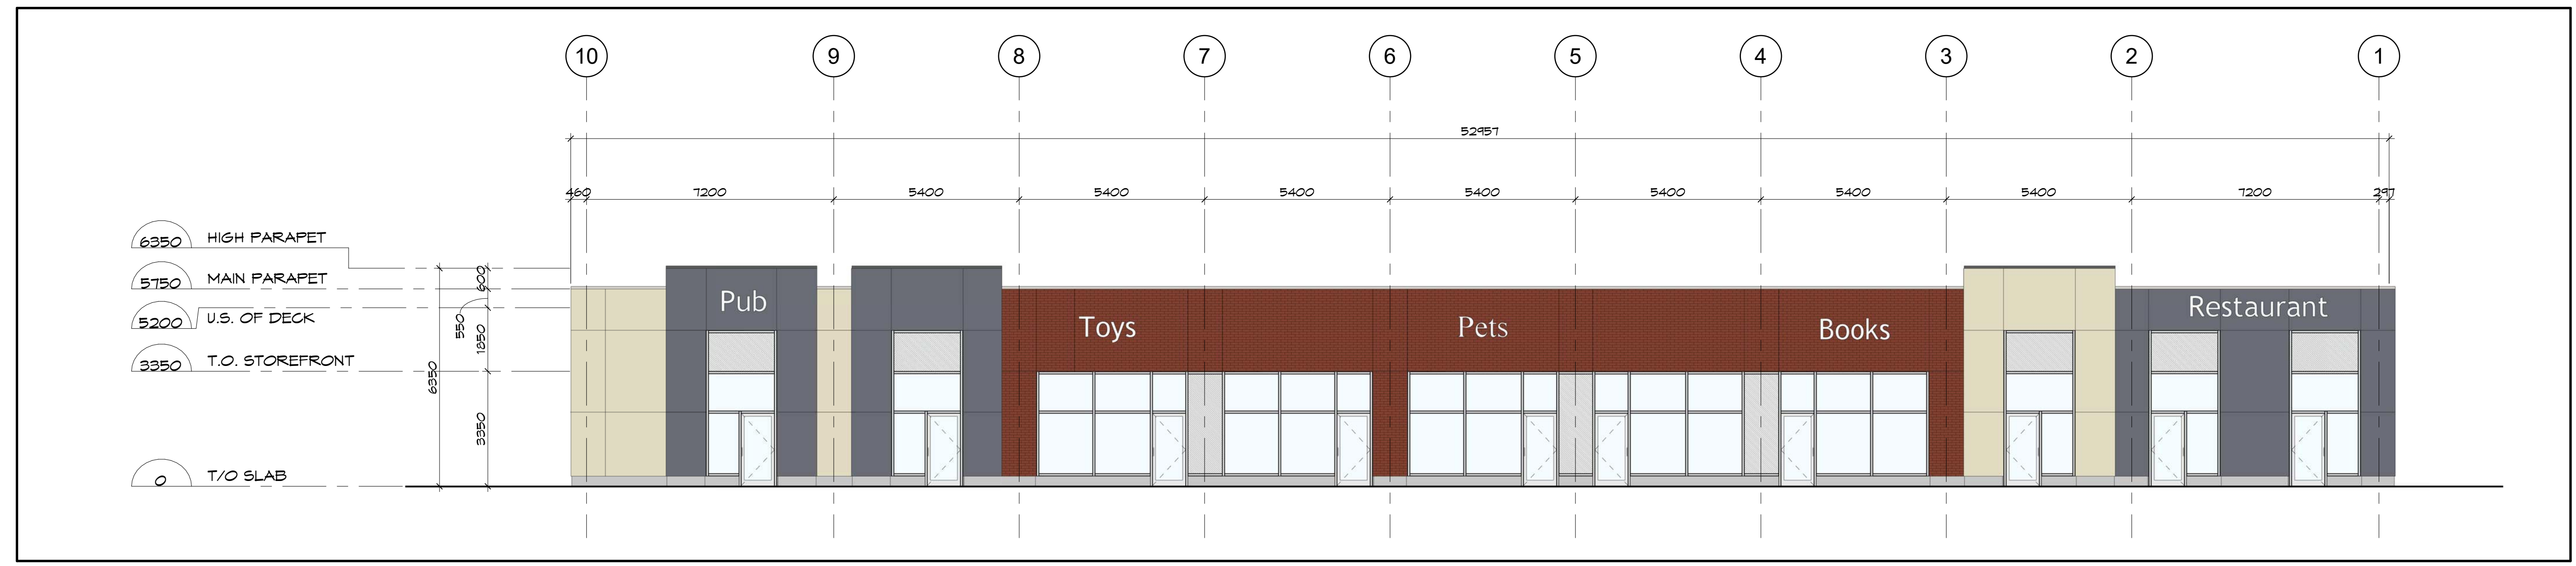 10 9 8 7 6 5 4 3 2 1
52957
460 7200 5400 5400 5400 5400 5400 5400 5400 7200 297
6350 HIGH PARAPET
5750 MAIN PARAPET
5200 U.S. OF DECK
3350 T.O. STOREFRONT
0 T/O SLAB
6350
600
550
1850
3350
Pub
Toys
Pets
Books
Restaurant